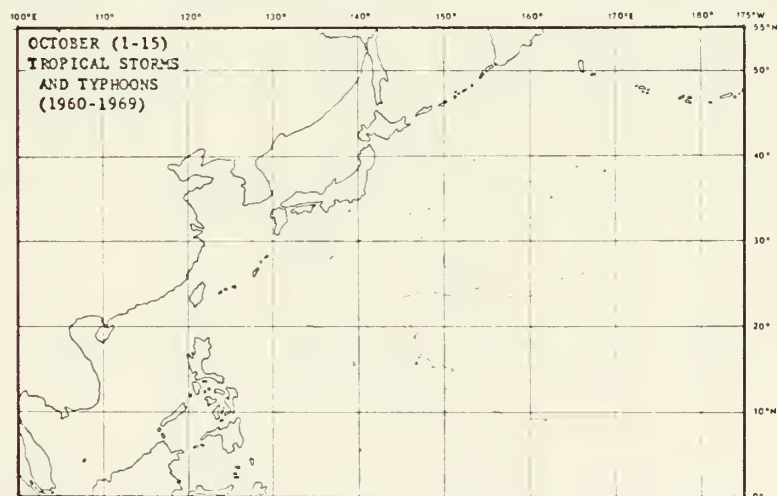 100°E 110° 120° 130° 140° 150° 155° 160° 170°E 180° 175°W
55°N
OCTOBER (1-15)
TROPICAL STORMS
AND TYPHOONS
(1960-1969)
50°
40°
30°
20°
10°N
0°